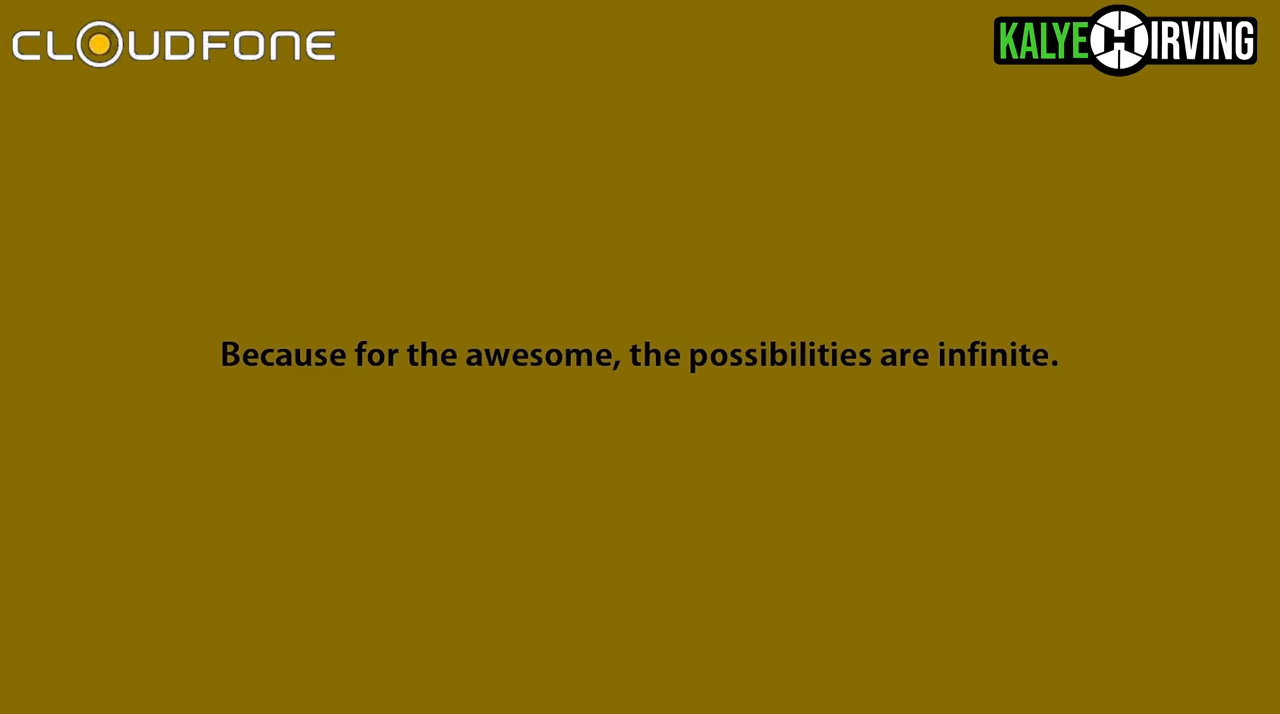 CLOUDFONE
KALYE H IRVING
Because for the awesome, the possibilities are infinite.